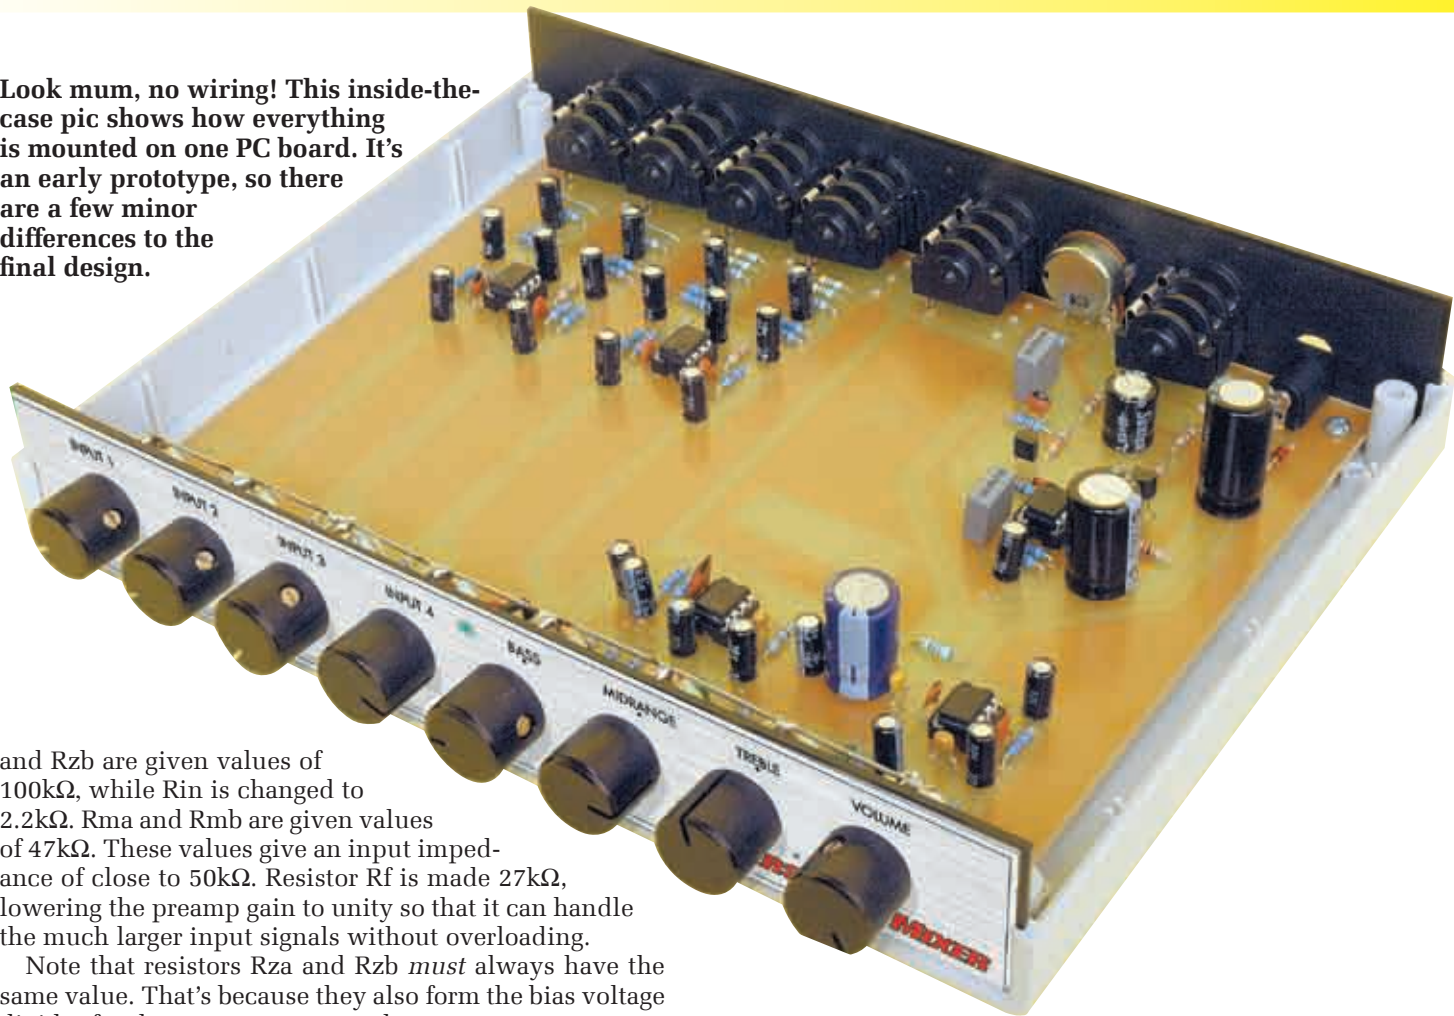 Look mum, no wiring! This inside-the-
case pic shows how everything
is mounted on one PC board. It's
an early prototype, so there
are a few minor
differences to the
final design.
INPUT 1
INPUT 2
INPUT 3
INPUT 4
BASS
MIDRANGE
TREBLE
VOLUME
MIXER
and Rzb are given values of
100kΩ, while Rin is changed to
2.2kΩ. Rma and Rmb are given values
of 47kΩ. These values give an input imped-
ance of close to 50kΩ. Resistor Rf is made 27kΩ,
lowering the preamp gain to unity so that it can handle
the much larger input signals without overloading.
Note that resistors Rza and Rzb must always have the
same value. That's because they also form the bias voltage